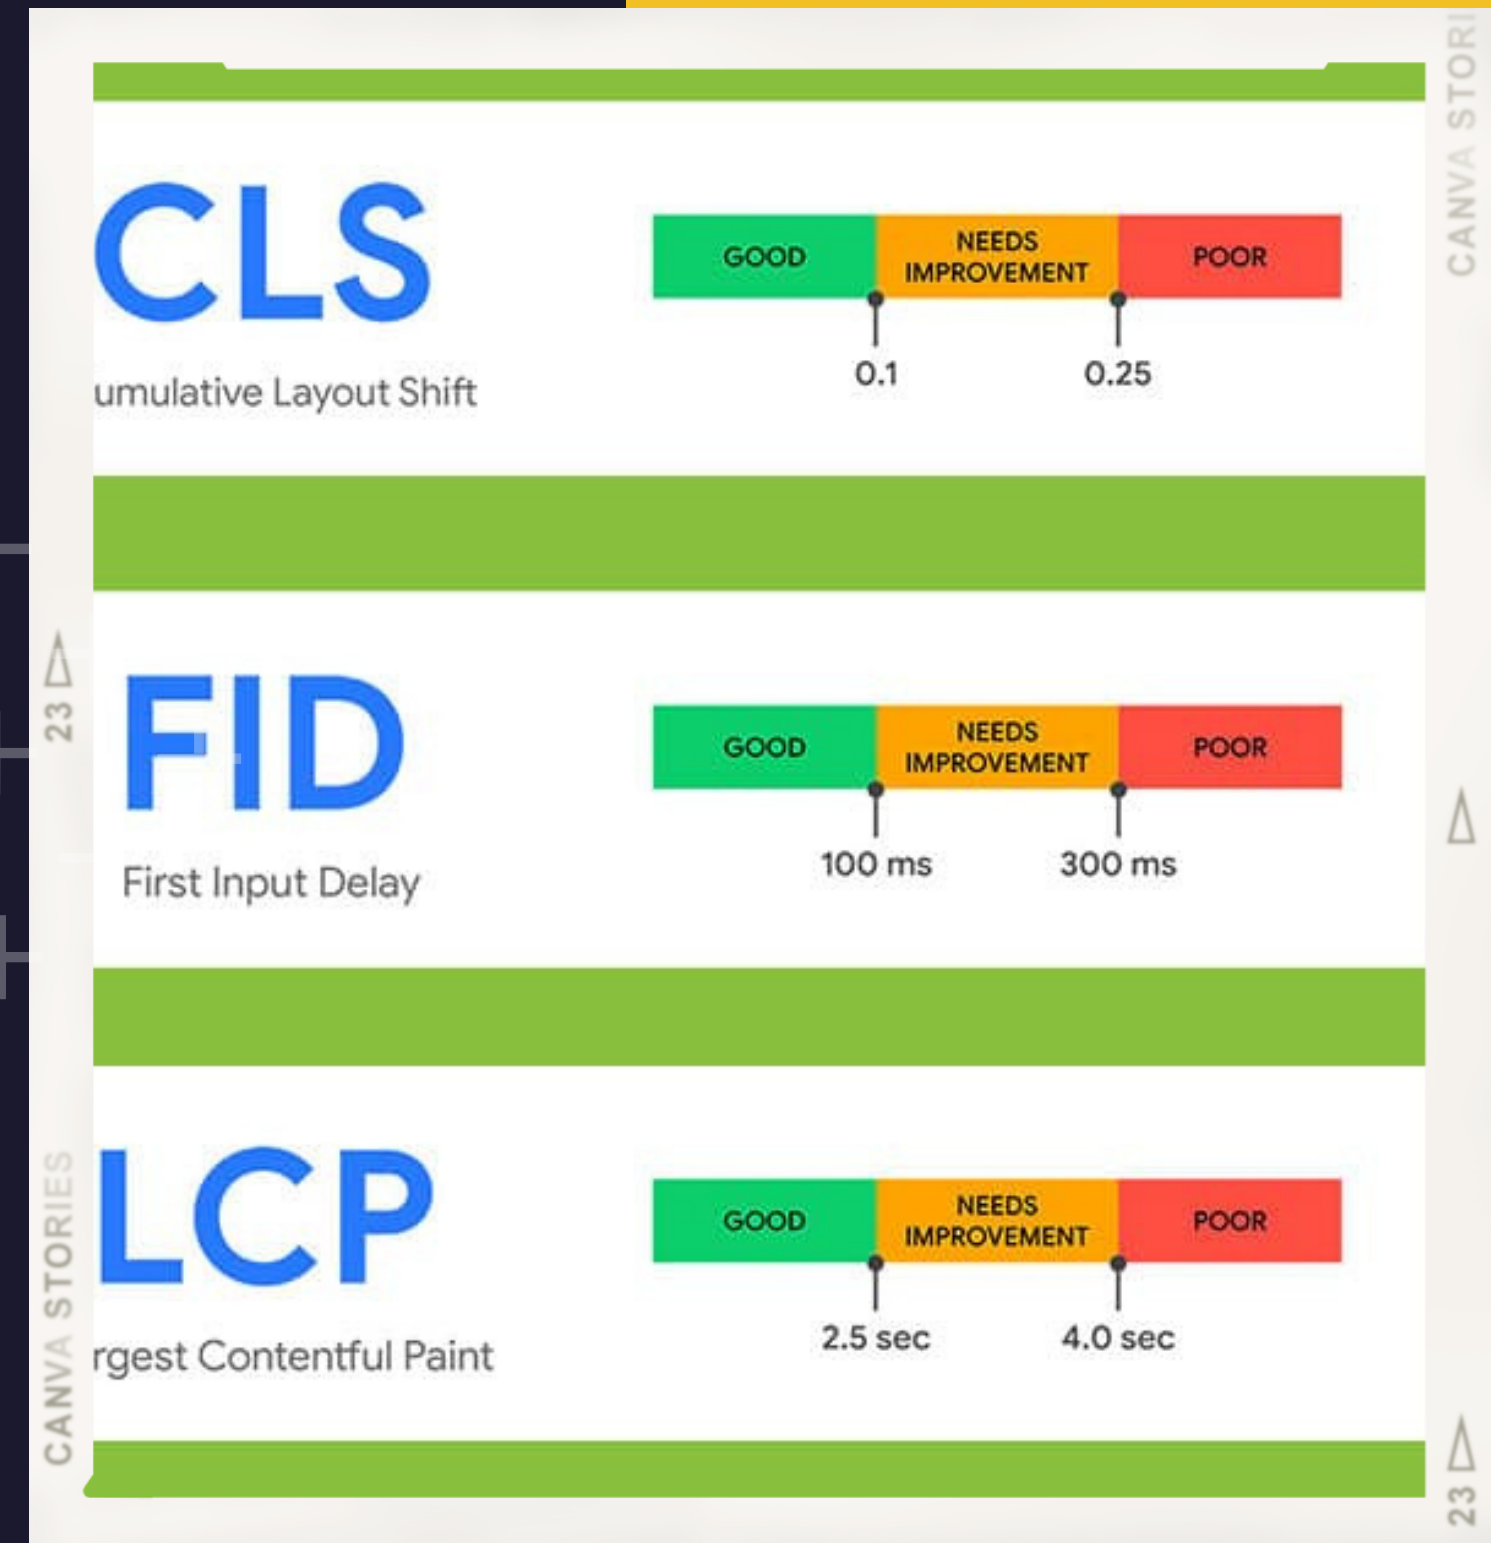 CANVA STORI
CLS
umulative Layout Shift
GOOD
NEEDS
IMPROVEMENT
POOR
0.1
0.25
FID
First Input Delay
GOOD
NEEDS
IMPROVEMENT
POOR
100 ms
300 ms
23
LCP
rgest Contentful Paint
GOOD
NEEDS
IMPROVEMENT
POOR
2.5 sec
4.0 sec
CANVA STORIES
23